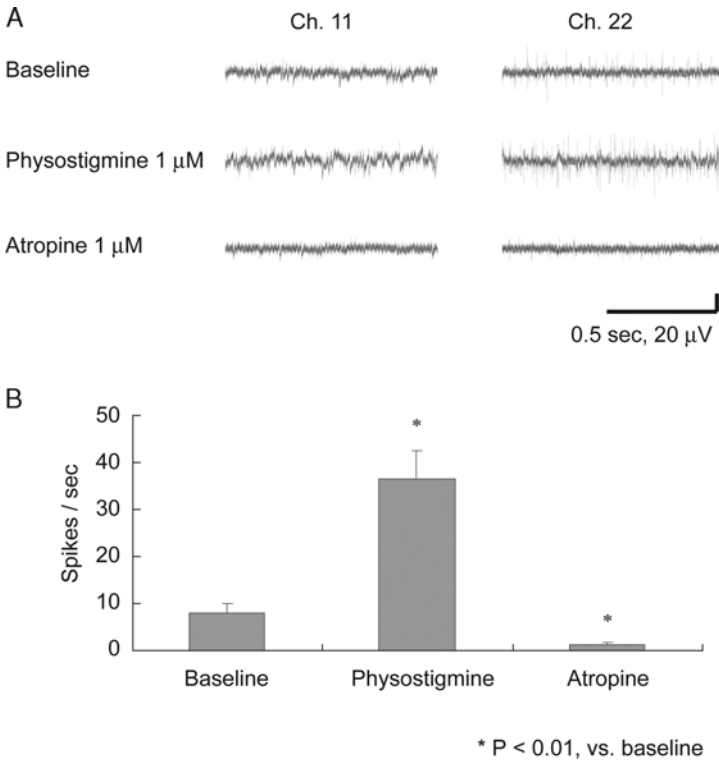 A
Ch. 11 Ch. 22
Baseline
Physostigmine 1 μM
Atropine 1 μM
0.5 sec, 20 μV
B
50
40
30
20
10
0
Spikes / sec
*
*
Baseline Physostigmine Atropine
* P < 0.01, vs. baseline